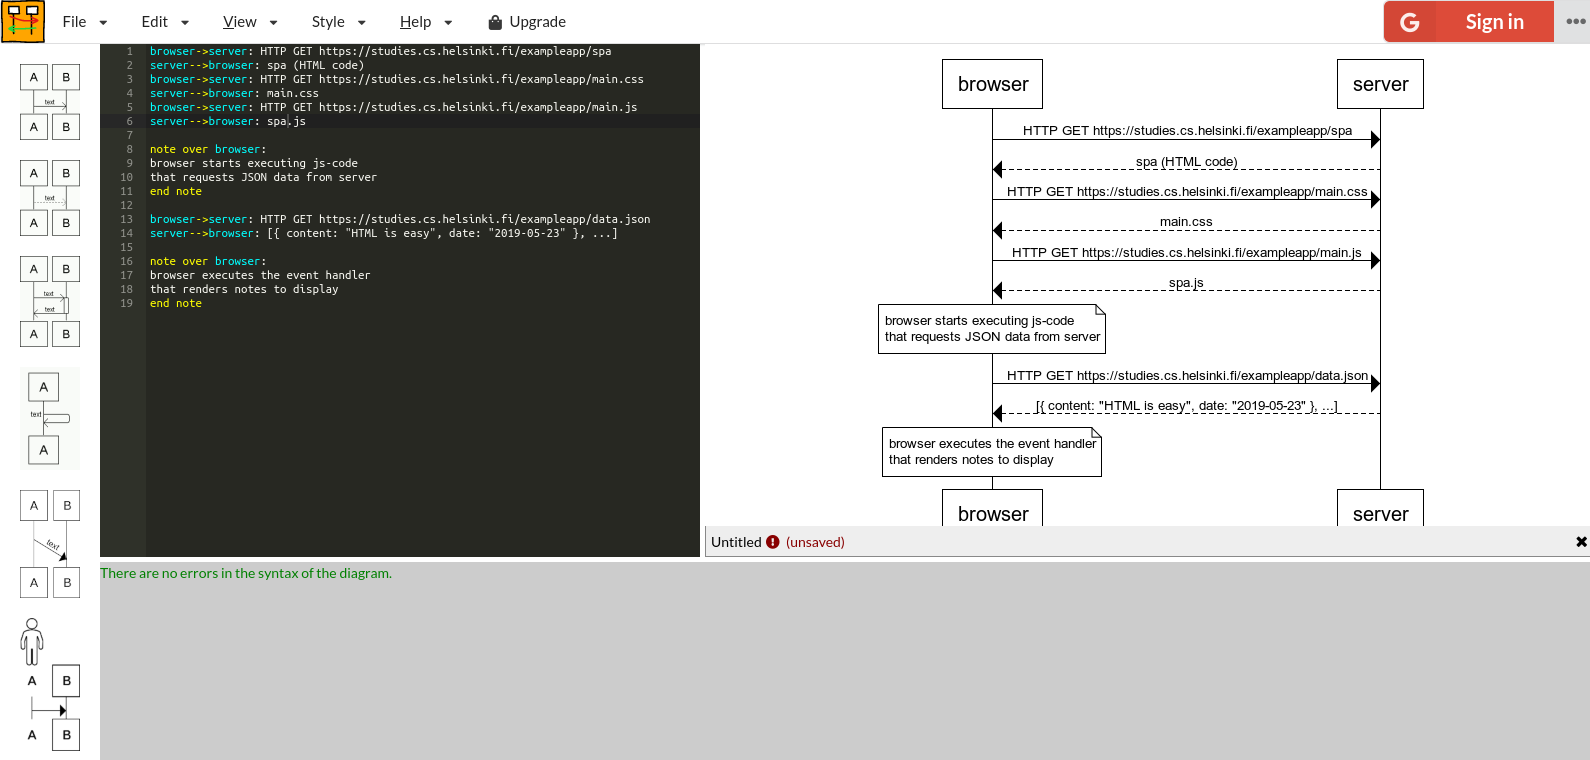 File Edit View Style Help Upgrade Sign in
A B
text
A B
A B
text
A B
A B
text
text
A B
A
text
A
A B
text
A B
A B
A B
1 browser->server: HTTP GET https://studies.cs.helsinki.fi/exampleapp/spa
2 server-->browser: spa (HTML code)
3 browser->server: HTTP GET https://studies.cs.helsinki.fi/exampleapp/main.css
4 server-->browser: main.css
5 browser->server: HTTP GET https://studies.cs.helsinki.fi/exampleapp/main.js
6 server-->browser: spa.js
7
8 note over browser:
9 browser starts executing js-code
10 that requests JSON data from server
11 end note
12
13 browser->server: HTTP GET https://studies.cs.helsinki.fi/exampleapp/data.json
14 server-->browser: [{ content: "HTML is easy", date: "2019-05-23" }, ...]
15
16 note over browser:
17 browser executes the event handler
18 that renders notes to display
19 end note
browser server
HTTP GET https://studies.cs.helsinki.fi/exampleapp/spa
spa (HTML code)
HTTP GET https://studies.cs.helsinki.fi/exampleapp/main.css
main.css
HTTP GET https://studies.cs.helsinki.fi/exampleapp/main.js
spa.js
browser starts executing js-code
that requests JSON data from server
HTTP GET https://studies.cs.helsinki.fi/exampleapp/data.json
[{ content: "HTML is easy", date: "2019-05-23" }, ...]
browser executes the event handler
that renders notes to display
browser server
Untitled (unsaved)
There are no errors in the syntax of the diagram.